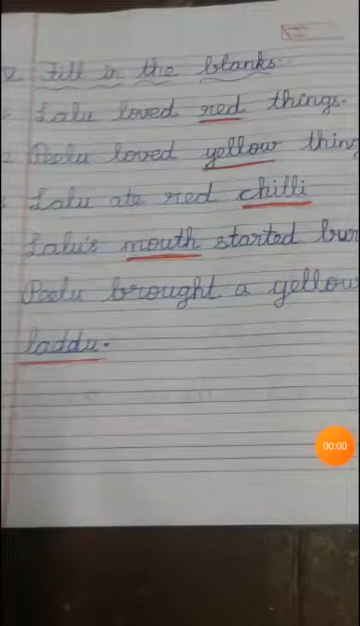 Fill in the blanks.
Lalu loved red things.
Peelu loved yellow thing
Lalu ate red chilli
Lalu's mouth started bur
Peelu brought a yellow
laddu.
00:00